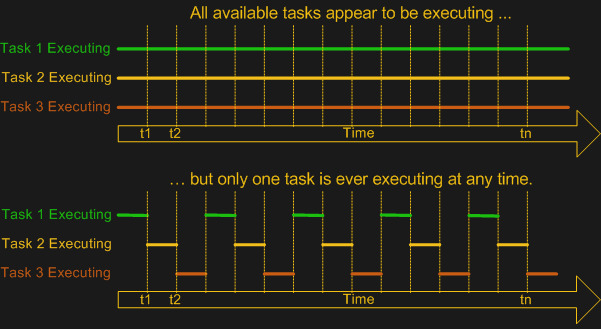 All available tasks appear to be executing ...
Task 1 Executing
Task 2 Executing
Task 3 Executing
t1 t2 Time tn
... but only one task is ever executing at any time.
Task 1 Executing
Task 2 Executing
Task 3 Executing
t1 t2 Time tn